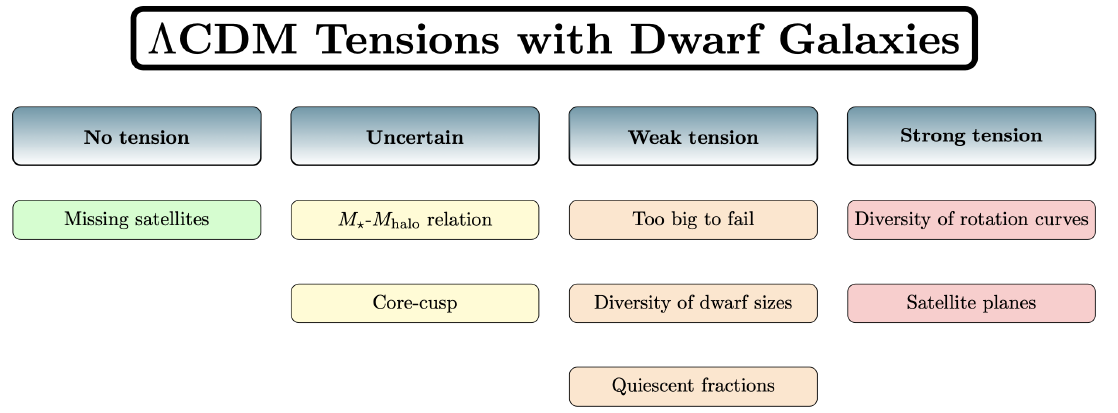 ΛCDM Tensions with Dwarf Galaxies
No tension
Uncertain
Weak tension
Strong tension
Missing satellites
M⋆-Mhalo relation
Too big to fail
Diversity of rotation curves
Core-cusp
Diversity of dwarf sizes
Satellite planes
Quiescent fractions